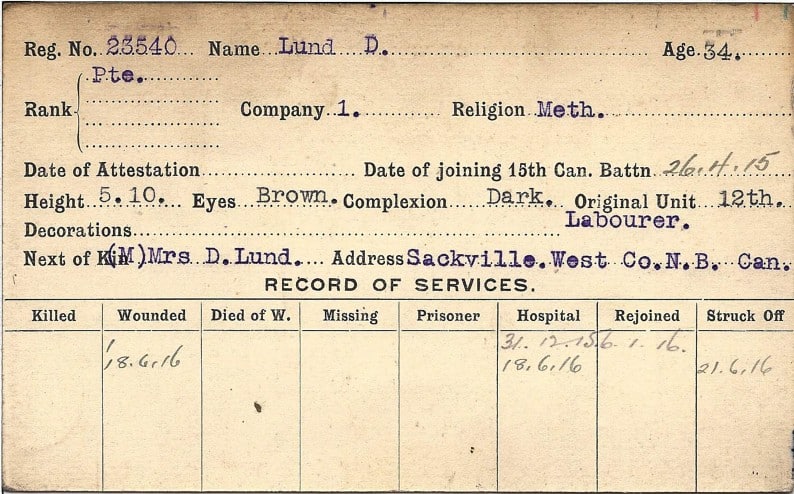 Reg. No. 23540 Name Lund D. Age 34.
Pte.
Rank Company 1. Religion Meth.
Date of Attestation Date of joining 15th Can. Battn 26.4.15
Height 5.10. Eyes Brown. Complexion Dark. Original Unit 12th.
Decorations Labourer.
Next of Kin (M) Mrs D. Lund. Address Sackville. West Co. N.B. Can.
RECORD OF SERVICES.
Killed Wounded Died of W. Missing Prisoner Hospital Rejoined Struck Off
1 31.12.15 6.1.16.
18.6.16 18.6.16 21.6.16